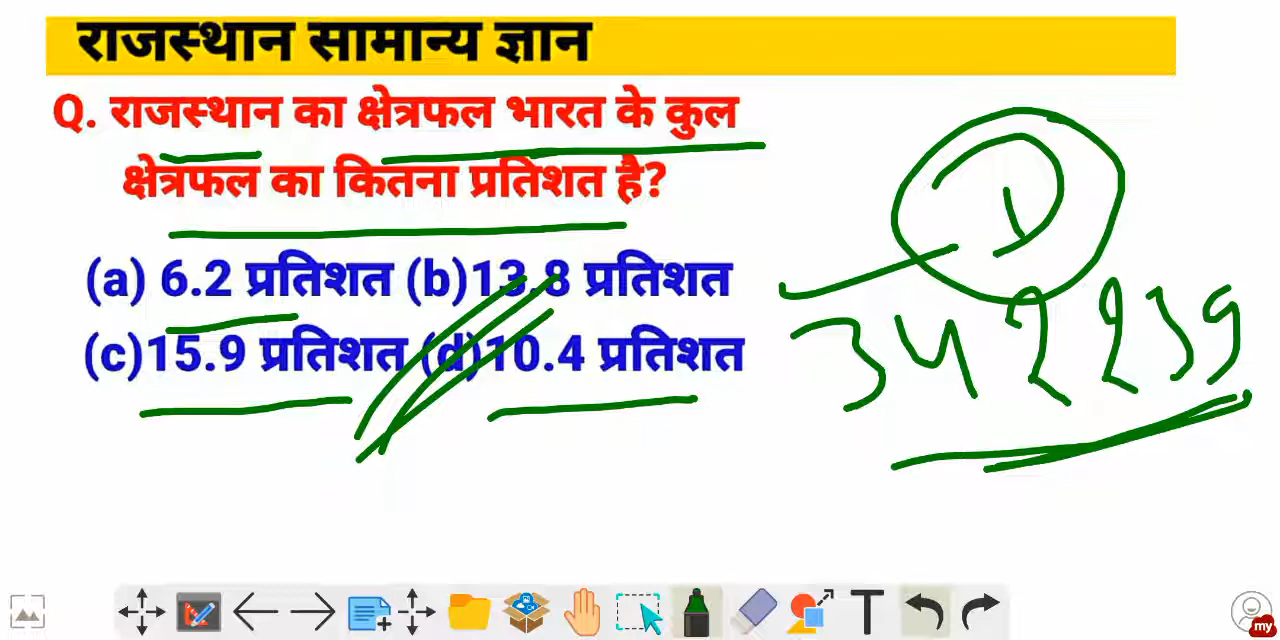 राजस्थान सामान्य ज्ञान
Q. राजस्थान का क्षेत्रफल भारत के कुल
क्षेत्रफल का कितना प्रतिशत है?
(a) 6.2 प्रतिशत (b)13.8 प्रतिशत
(c)15.9 प्रतिशत (d)10.4 प्रतिशत
342239
T
my